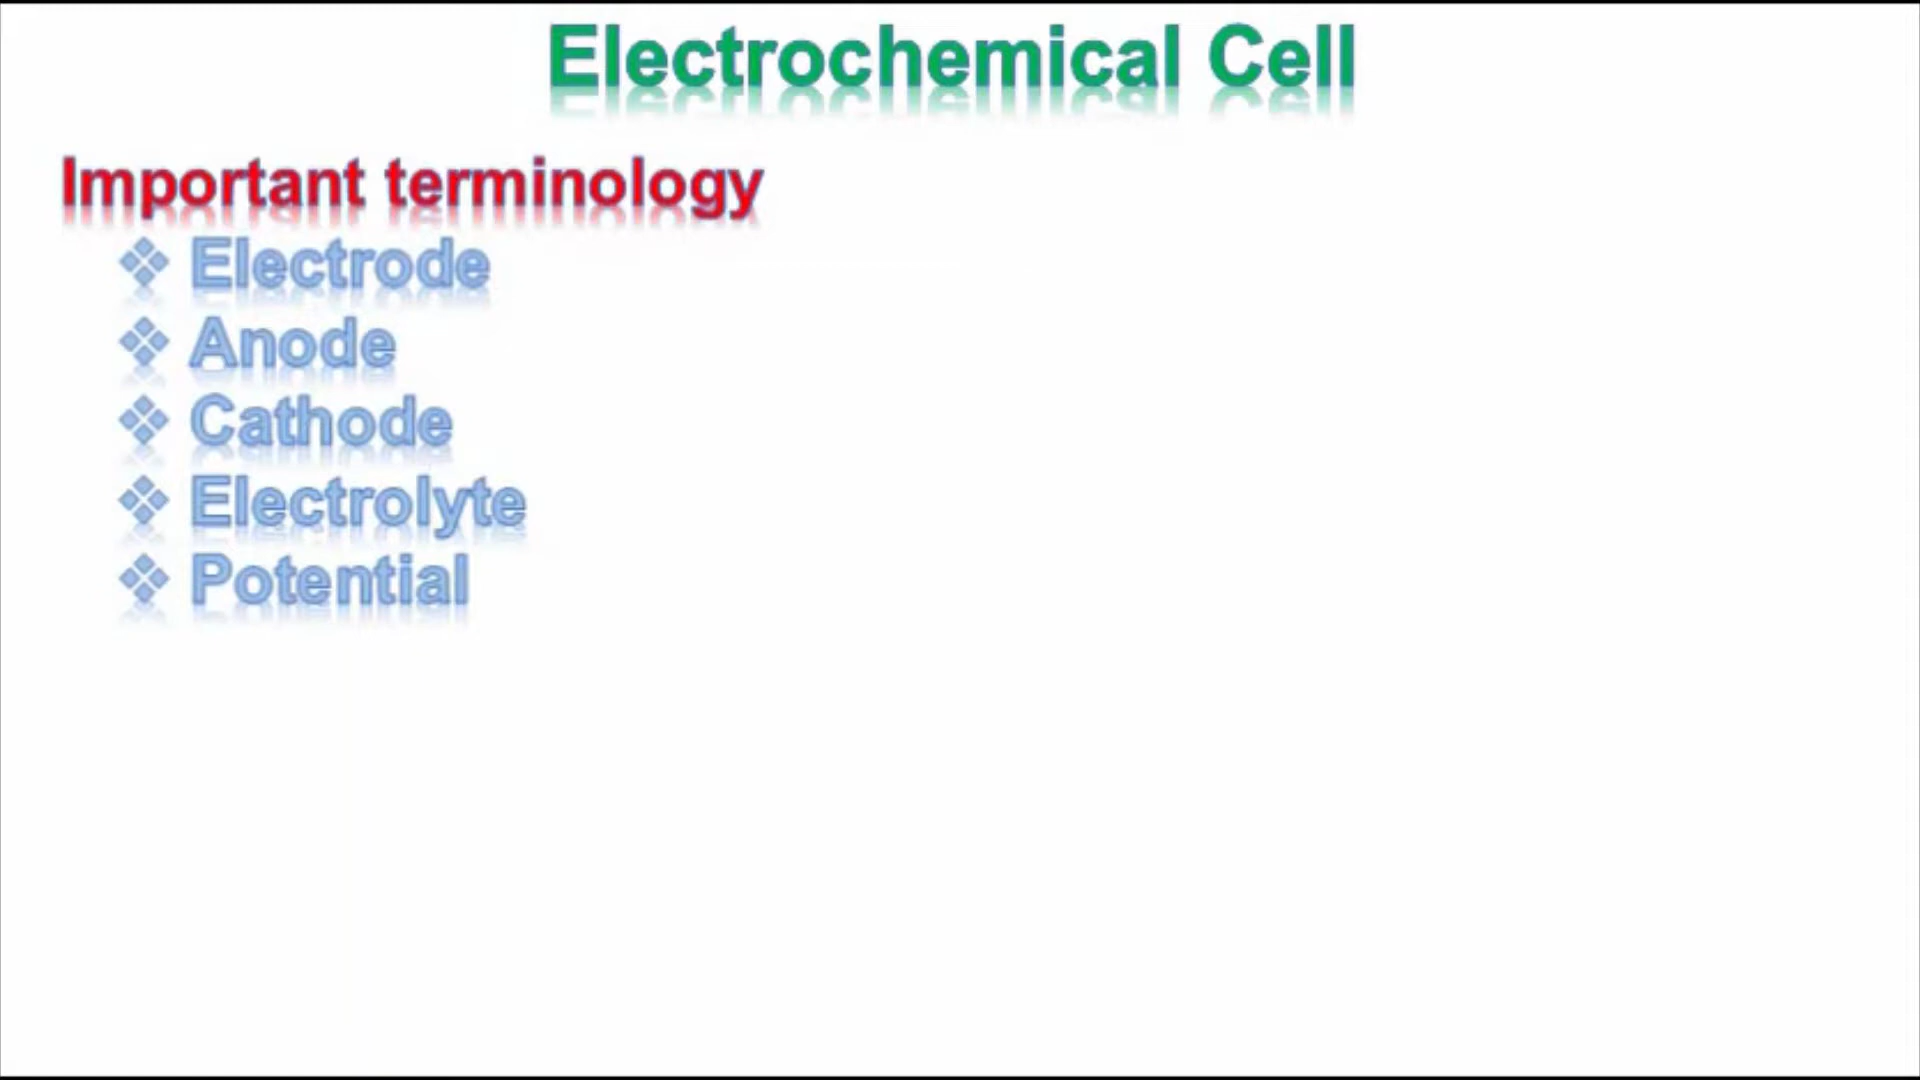 Electrochemical Cell
Important terminology
❖ Electrode
❖ Anode
❖ Cathode
❖ Electrolyte
❖ Potential